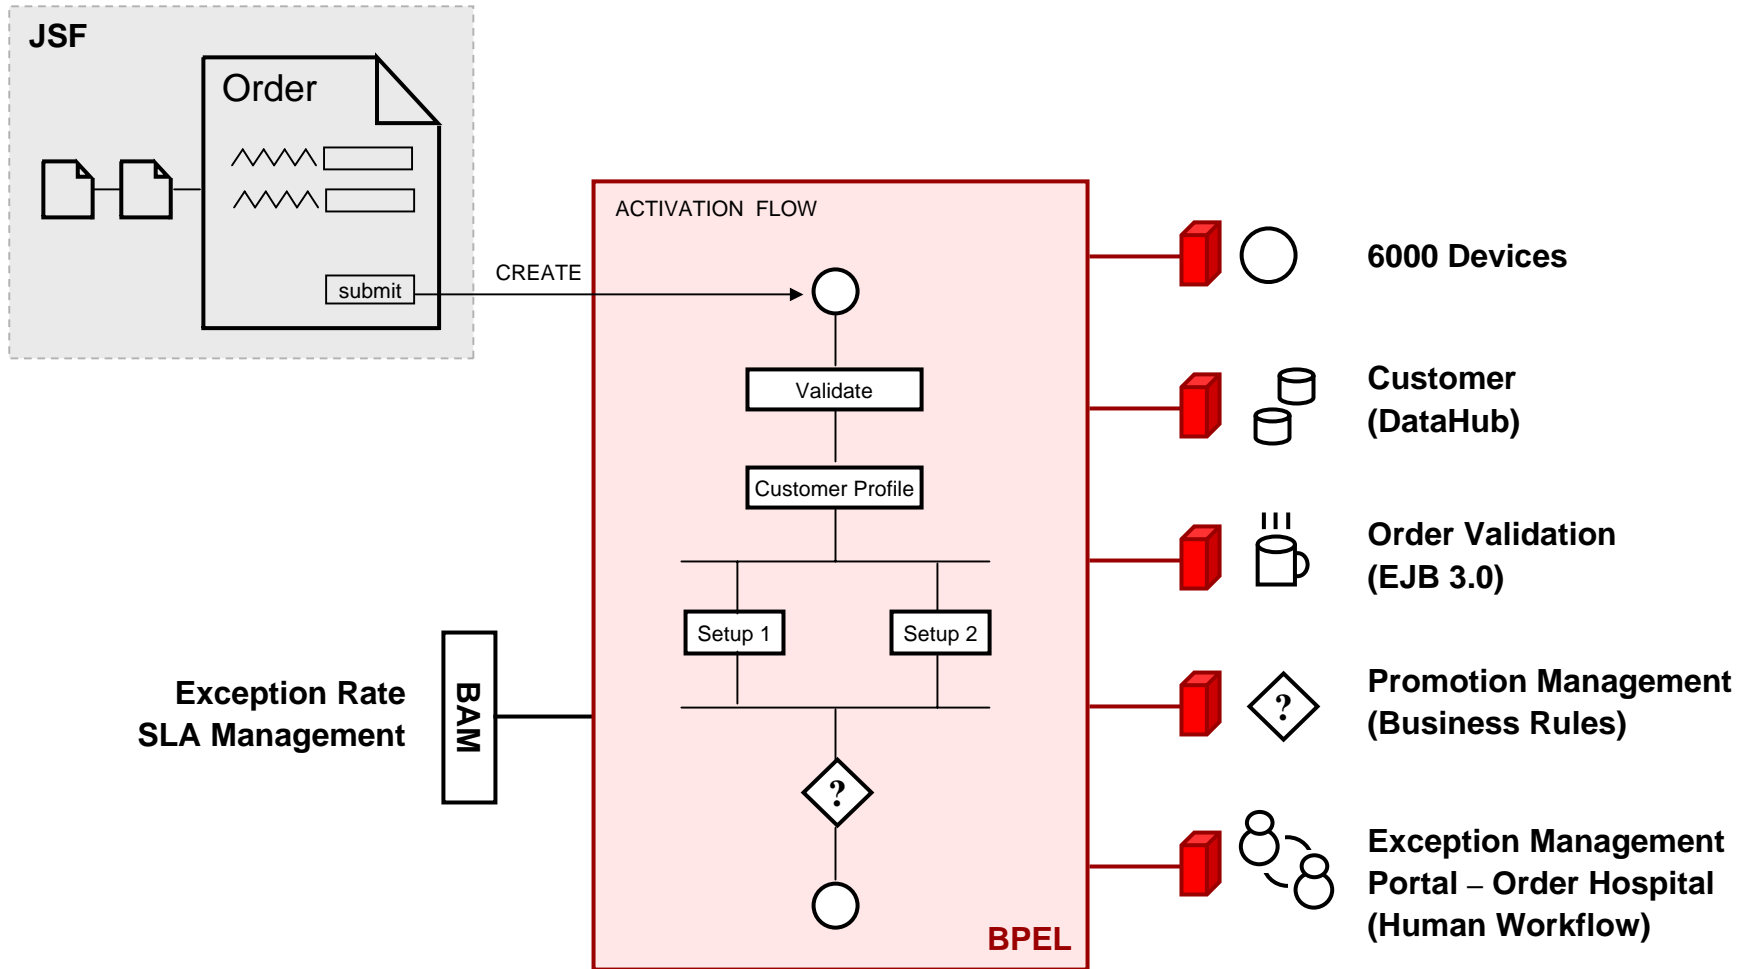 JSF
Order
submit
CREATE
ACTIVATION FLOW
Validate
Customer Profile
Setup 1
Setup 2
?
BPEL
Exception Rate
SLA Management
BAM
6000 Devices
Customer
(DataHub)
Order Validation
(EJB 3.0)
?
Promotion Management
(Business Rules)
Exception Management
Portal – Order Hospital
(Human Workflow)